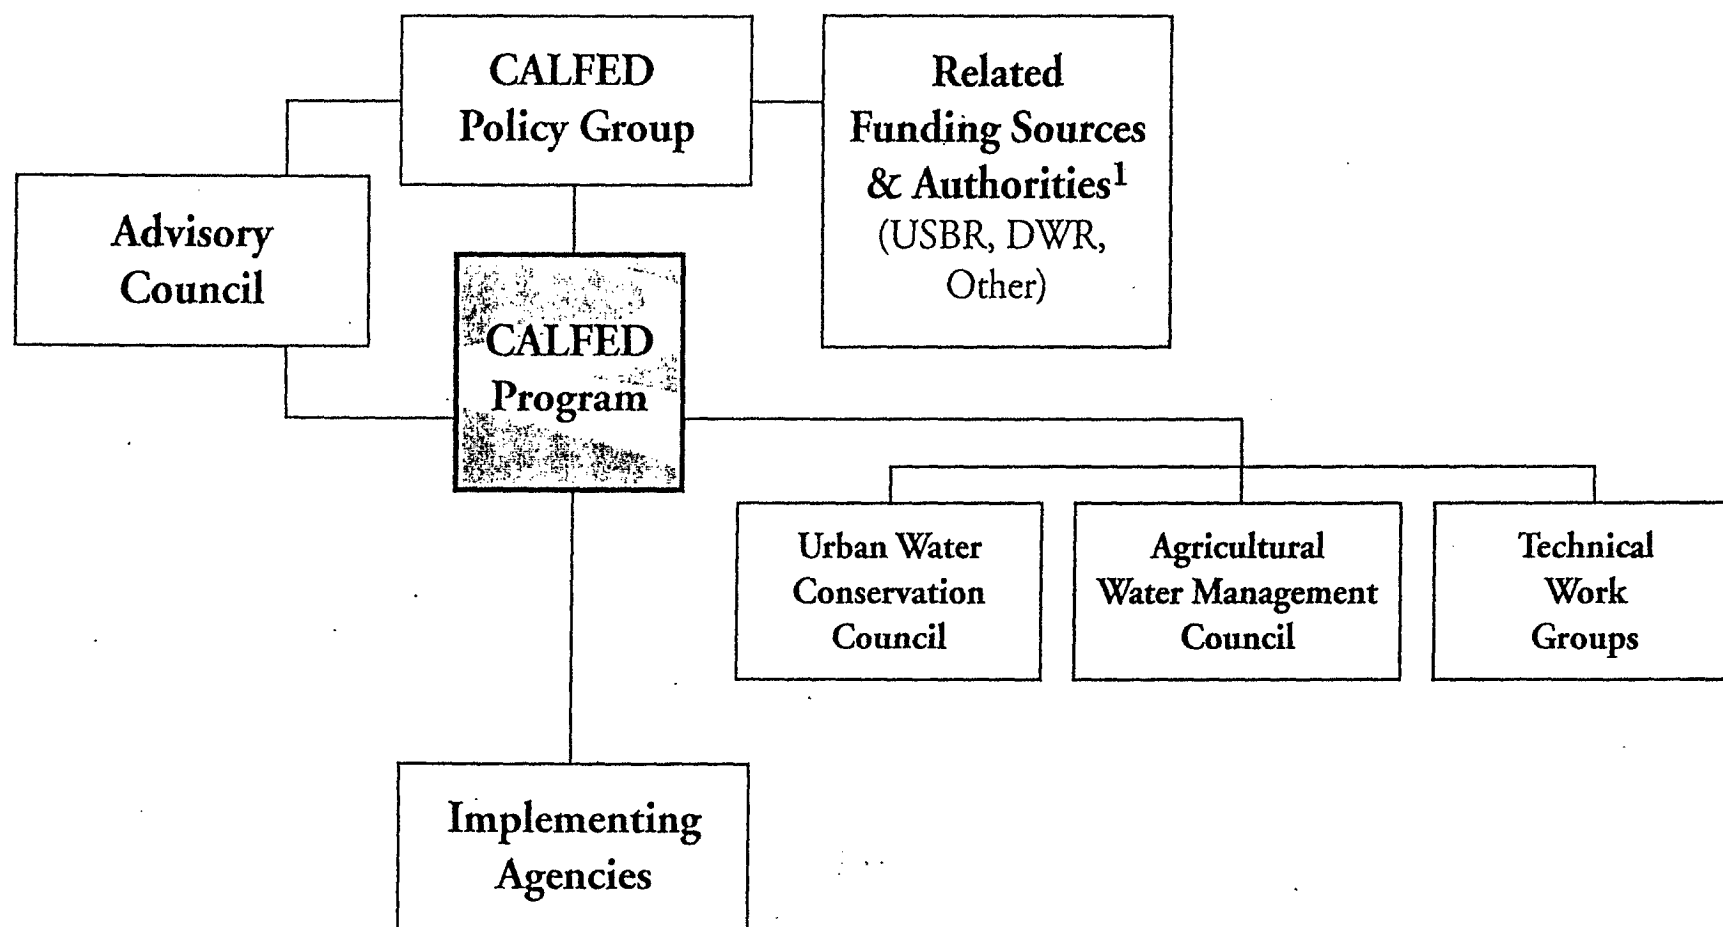 CALFED
Policy Group
Related
Funding Sources
& Authorities¹
(USBR, DWR,
Other)
Advisory
Council
CALFED
Program
Urban Water
Conservation
Council
Agricultural
Water Management
Council
Technical
Work
Groups
Implementing
Agencies